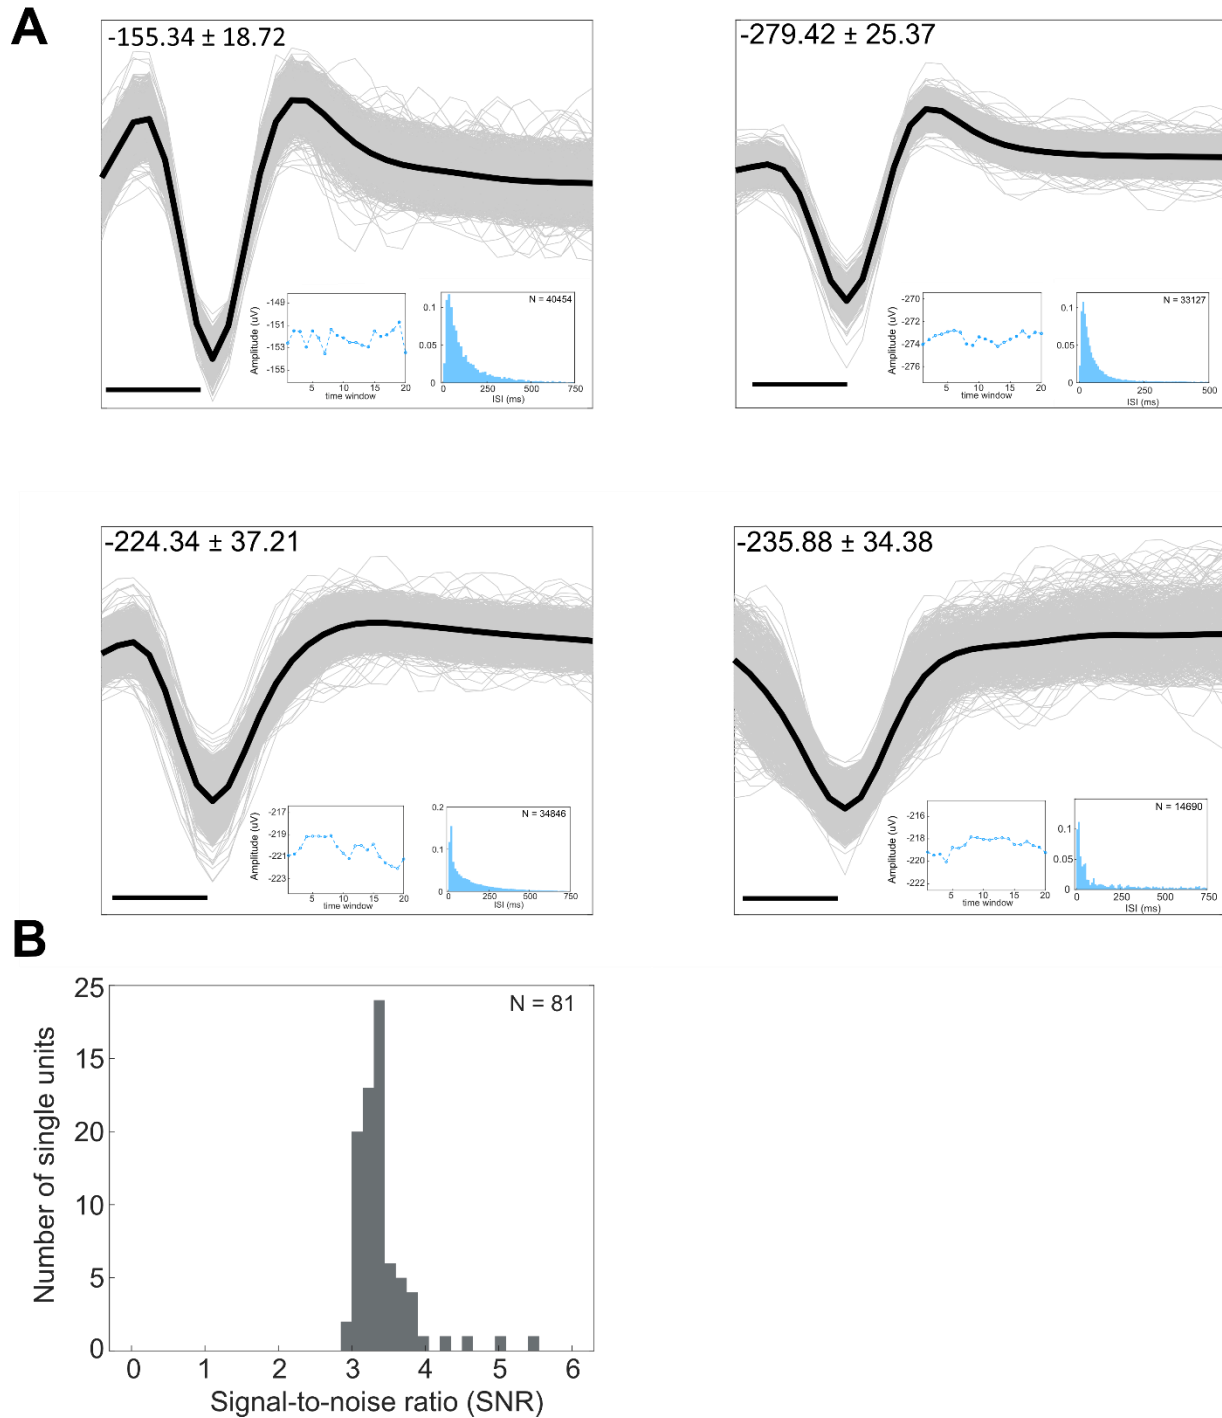 A
-155.34 ± 18.72
Amplitude (uV)
-149
-151
-153
-155
5 10 15 20
time window
N = 40454
0.1
0.05
0
0 250 500 750
ISI (ms)
-279.42 ± 25.37
Amplitude (uV)
-270
-272
-274
-276
5 10 15 20
time window
N = 33127
0.1
0.05
0
0 250 500
ISI (ms)
-224.34 ± 37.21
Amplitude (uV)
-217
-219
-221
-223
5 10 15 20
time window
N = 34846
0.2
0.1
0
0 250 500 750
ISI (ms)
-235.88 ± 34.38
Amplitude (uV)
-216
-218
-220
-222
5 10 15 20
time window
N = 14690
0.1
0.05
0
0 250 500 750
ISI (ms)
B
N = 81
Number of single units
25
15
20
10
5
0
0 1 2 3 4 5 6
Signal-to-noise ratio (SNR)